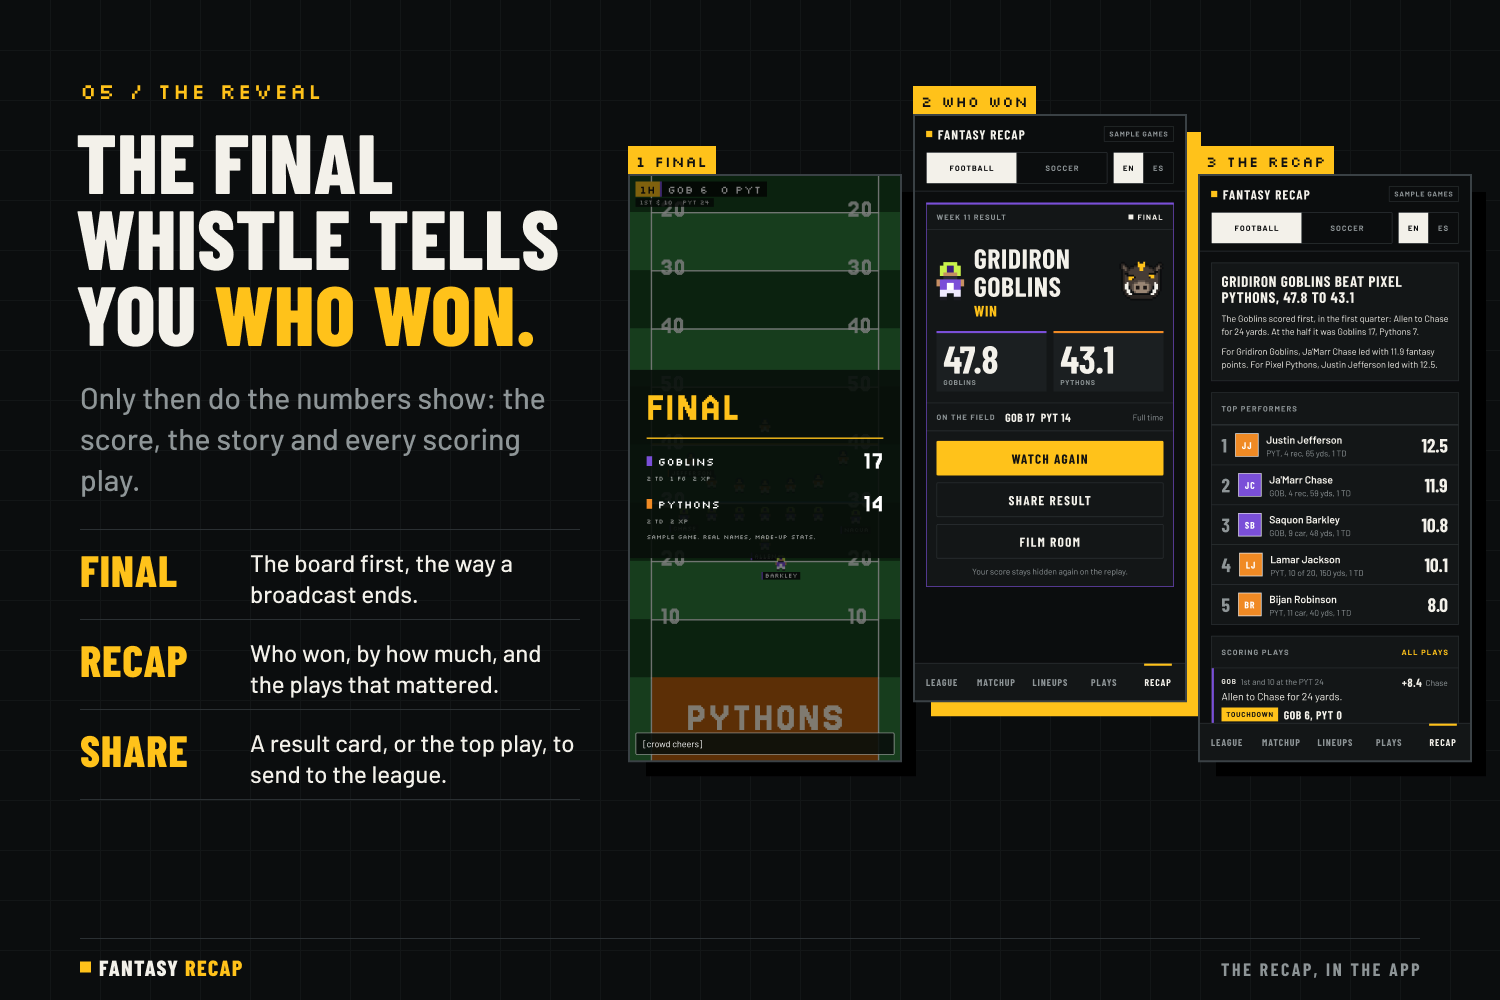 05 / THE REVEAL
THE FINAL
WHISTLE TELLS
YOU WHO WON.
Only then do the numbers show: the
score, the story and every scoring
play.
FINAL
The board first, the way a
broadcast ends.
RECAP
Who won, by how much, and
the plays that mattered.
SHARE
A result card, or the top play, to
send to the league.
1 FINAL
1H GOB 6 0 PYT
20 20
30 30
40 40
50 50
FINAL
GOBLINS 17
2 TD 1 FG 2 XP
PYTHONS 14
2 TD 2 XP
SAMPLE GAME. REAL NAMES, MADE-UP STATS.
20 20
BARKLEY
10 10
PYTHONS
[crowd cheers]
2 WHO WON
FANTASY RECAP
SAMPLE GAMES
FOOTBALL SOCCER EN ES
WEEK 11 RESULT FINAL
GRIDIRON
GOBLINS
WIN
47.8 43.1
GOBLINS PYTHONS
ON THE FIELD GOB 17 PYT 14 Full time
WATCH AGAIN
SHARE RESULT
FILM ROOM
Your score stays hidden again on the replay.
LEAGUE MATCHUP LINEUPS PLAYS RECAP
3 THE RECAP
FANTASY RECAP
SAMPLE GAMES
FOOTBALL SOCCER EN ES
GRIDIRON GOBLINS BEAT PIXEL
PYTHONS, 47.8 TO 43.1
The Goblins scored first, in the first quarter: Allen to Chase
for 24 yards. At the half it was Goblins 17, Pythons 7.
For Gridiron Goblins, Ja'Marr Chase led with 11.9 fantasy
points. For Pixel Pythons, Justin Jefferson led with 12.5.
TOP PERFORMERS
1 JJ Justin Jefferson 12.5
PYT, 4 rec, 65 yds, 1 TD
2 JC Ja'Marr Chase 11.9
GOB, 4 rec, 59 yds, 1 TD
3 SB Saquon Barkley 10.8
GOB, 9 car, 48 yds, 1 TD
4 LJ Lamar Jackson 10.1
PYT, 10 of 20, 150 yds, 1 TD
5 BR Bijan Robinson 8.0
PYT, 11 car, 40 yds, 1 TD
SCORING PLAYS ALL PLAYS
GOB 1st and 10 at the PYT 24 +8.4 Chase
Allen to Chase for 24 yards.
TOUCHDOWN GOB 6, PYT 0
LEAGUE MATCHUP LINEUPS PLAYS RECAP
FANTASY RECAP
THE RECAP, IN THE APP